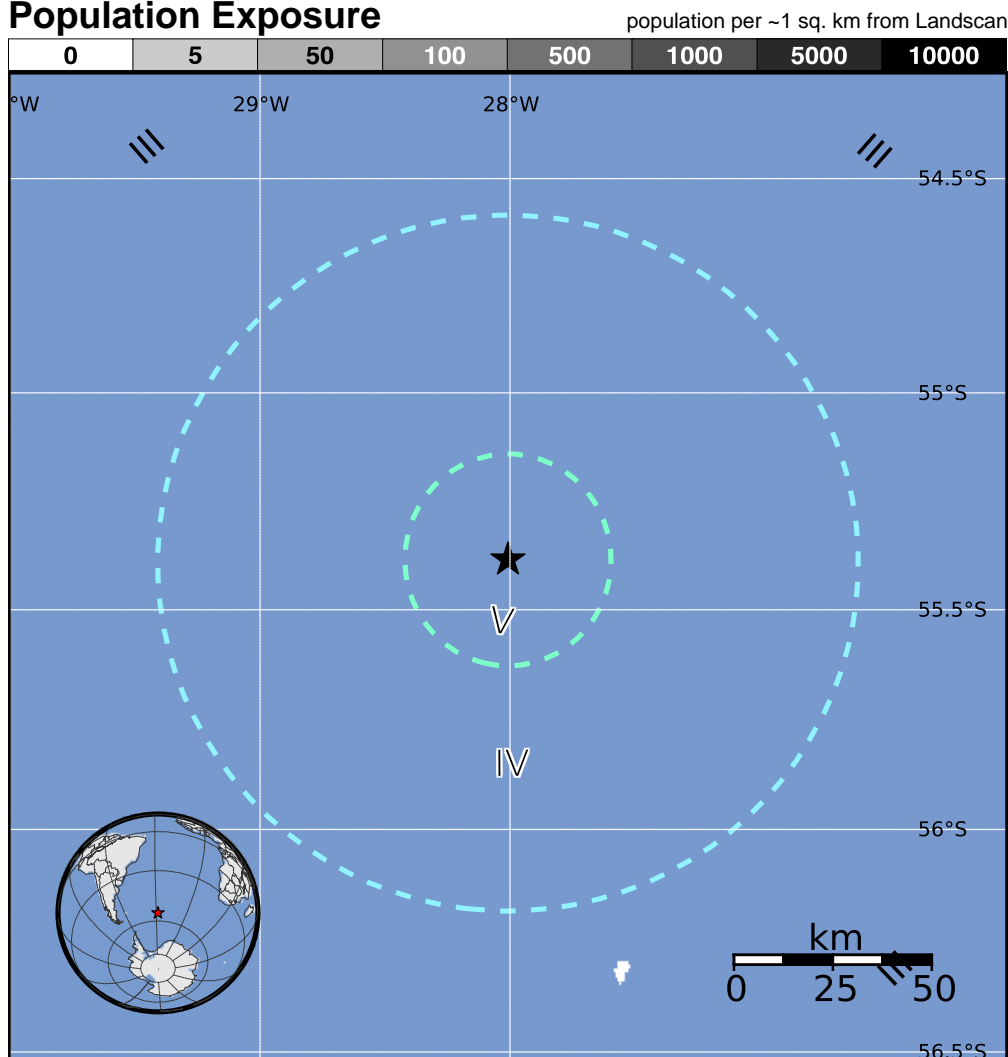 Population Exposure
population per ~1 sq. km from Landscan
0 5 50 100 500 1000 5000 10000
°W 29°W 28°W
III III
54.5°S
55°S
55.5°S
V
IV
56°S
km
III
0 25 50
56.5°S